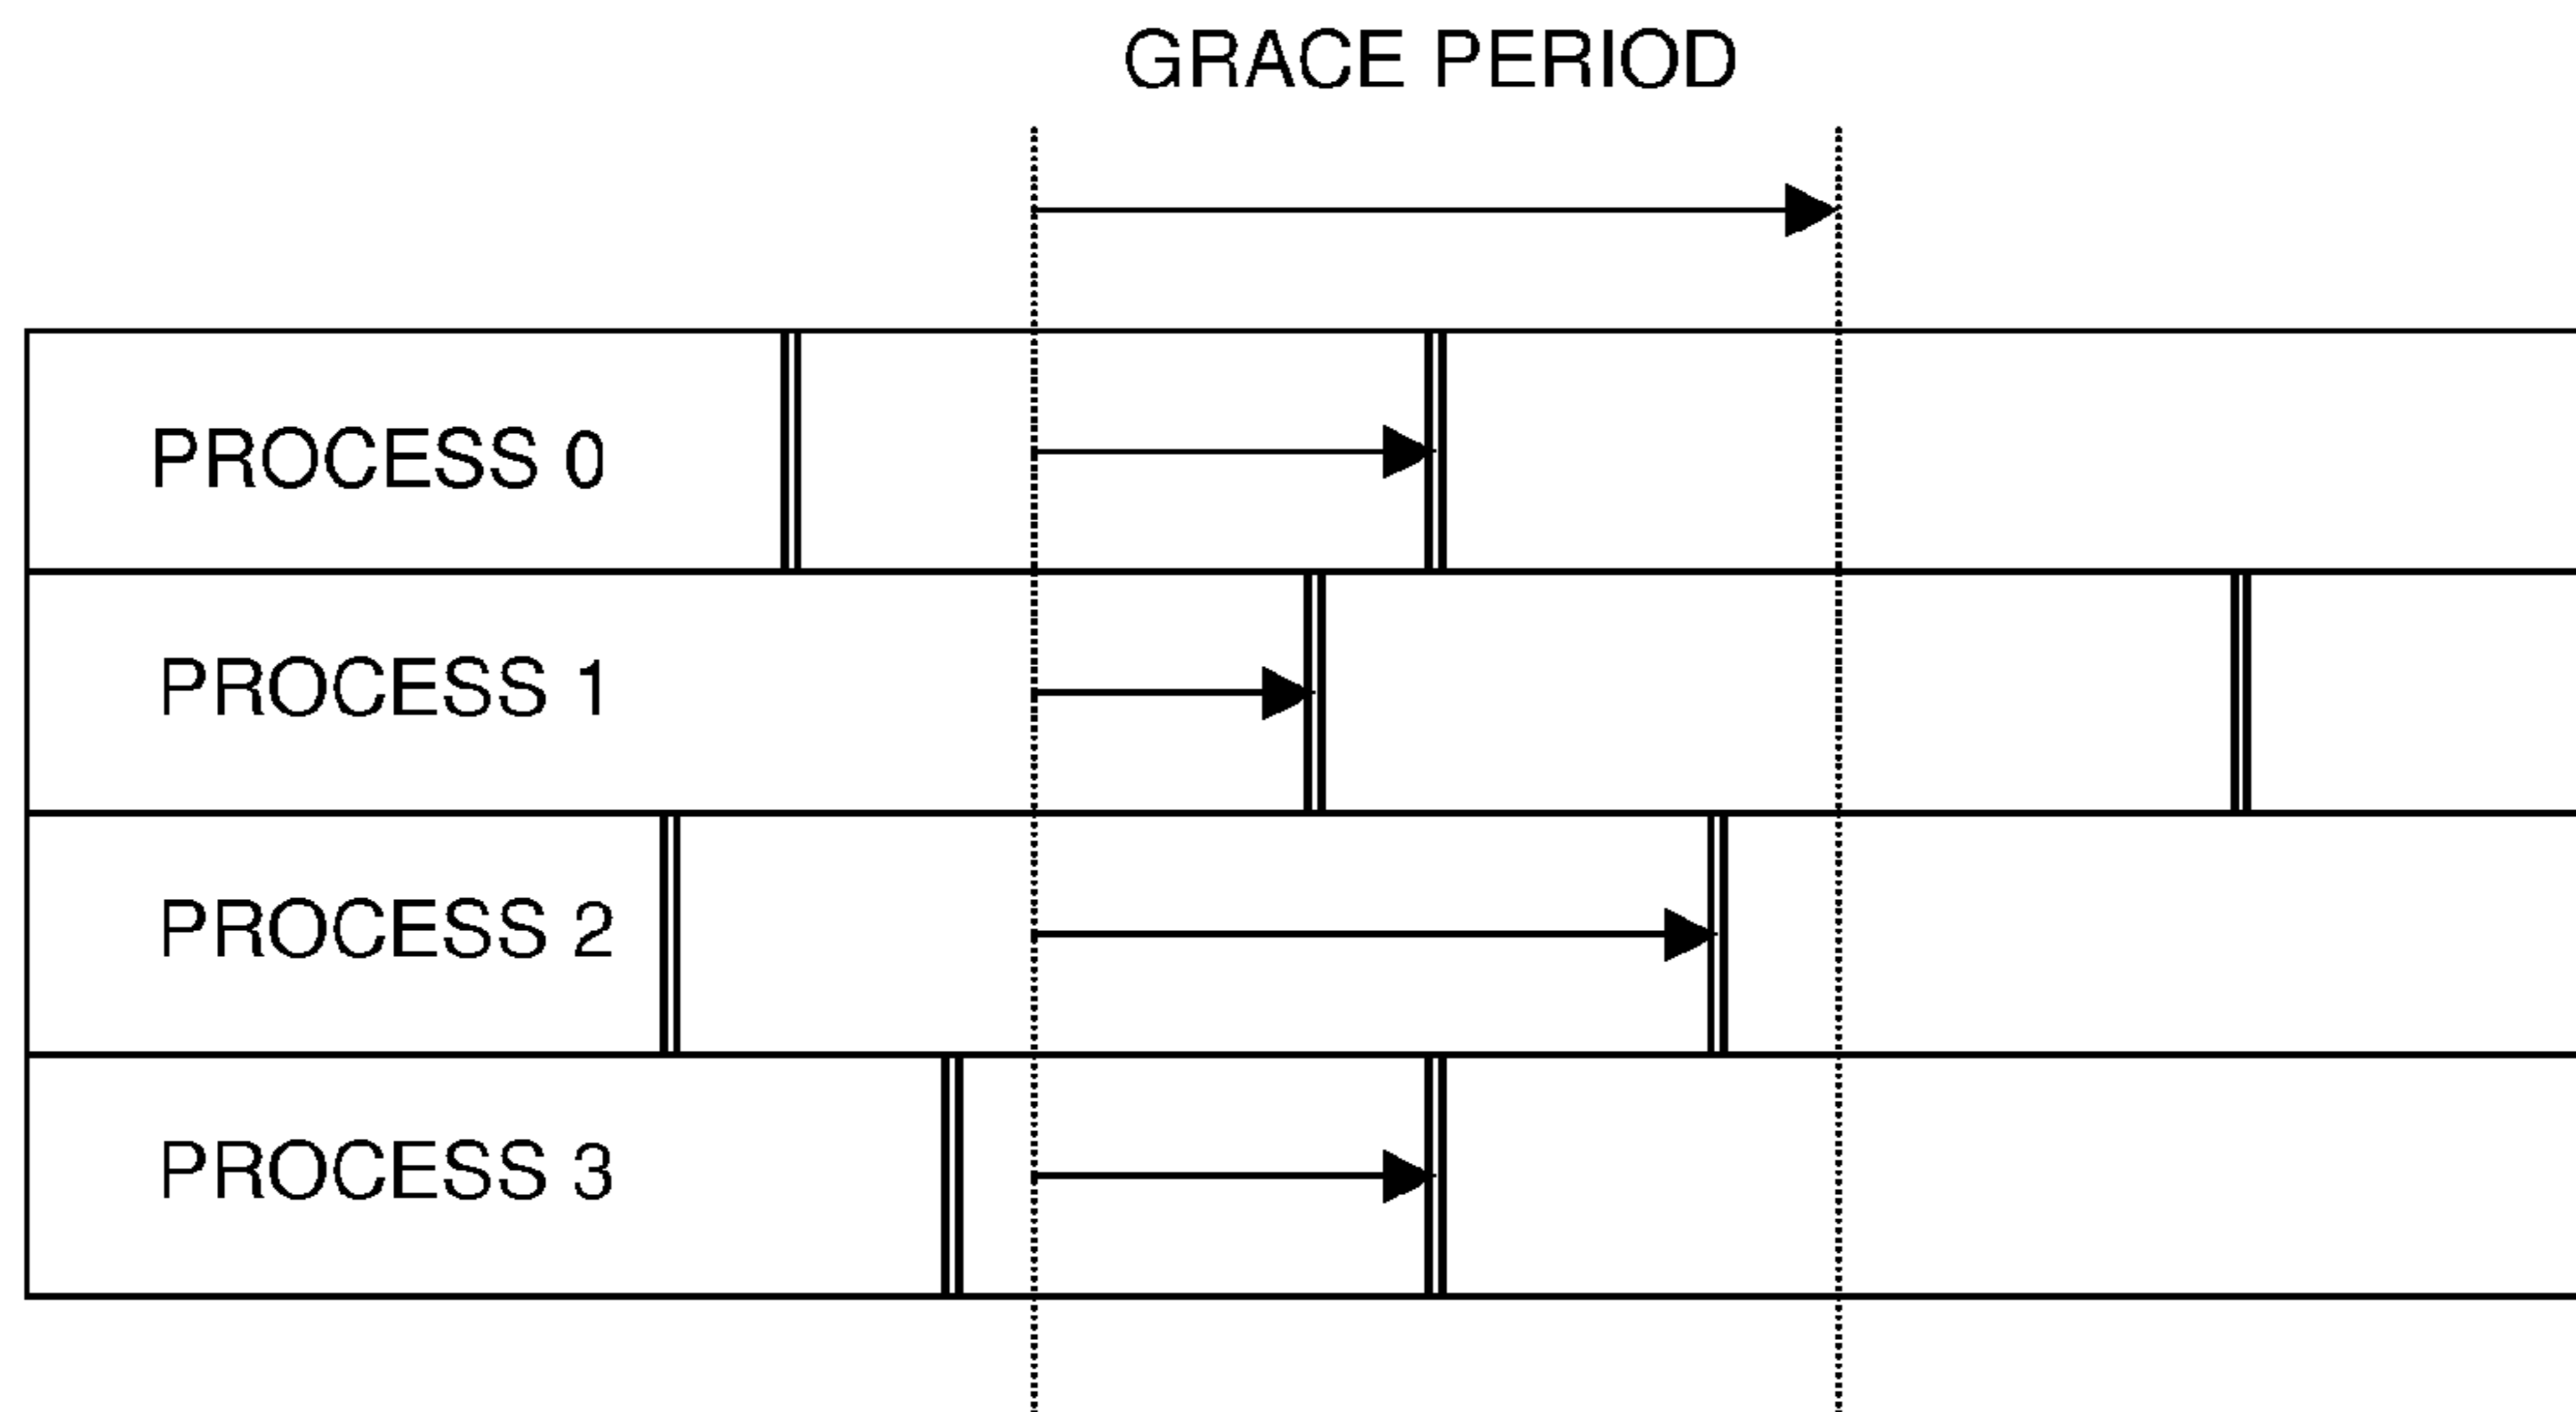 GRACE PERIOD
PROCESS 0
PROCESS 1
PROCESS 2
PROCESS 3